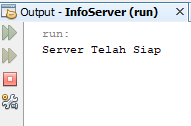 Output - InfoServer (run)
run:
Server Telah Siap